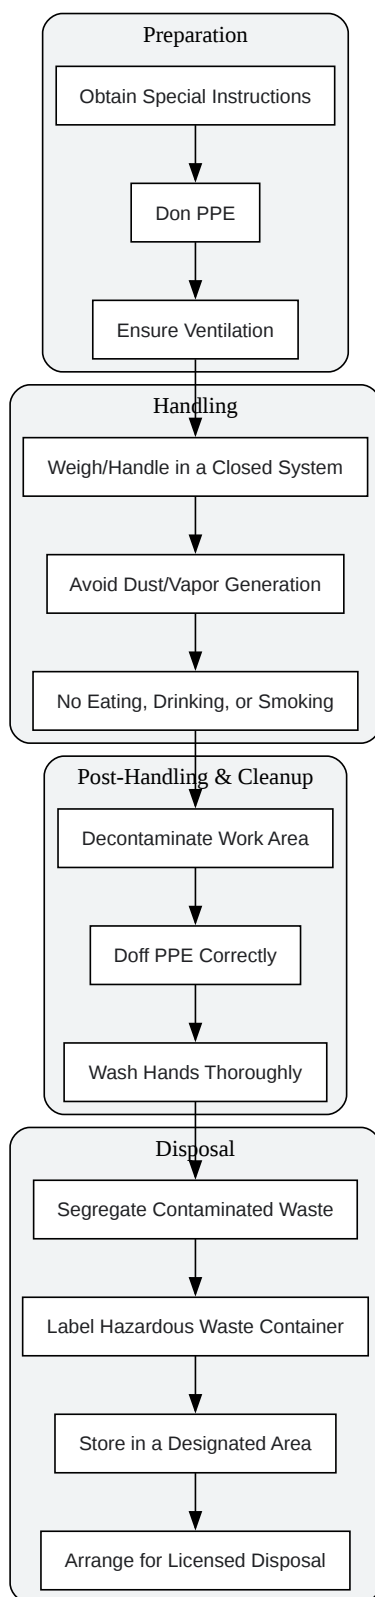 Preparation
Obtain Special Instructions
Don PPE
Ensure Ventilation
Handling
Weigh/Handle in a Closed System
Avoid Dust/Vapor Generation
No Eating, Drinking, or Smoking
Post-Handling & Cleanup
Decontaminate Work Area
Doff PPE Correctly
Wash Hands Thoroughly
Disposal
Segregate Contaminated Waste
Label Hazardous Waste Container
Store in a Designated Area
Arrange for Licensed Disposal